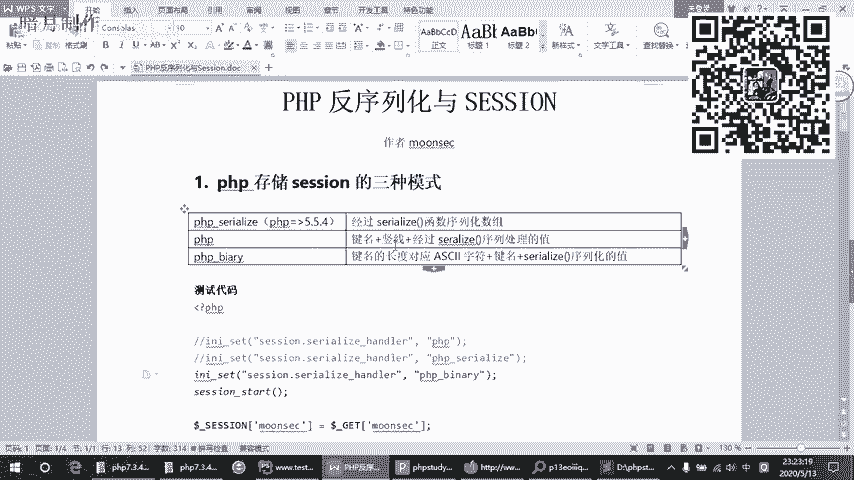 暗月制作
WPS 文字
开始
插入
页面布局
引用
审阅
视图
章节
开发工具
特色功能
未登录
粘贴
复制
格式刷
Consolas
AaBbCcD
AaBb
AaBb(
正文
标题 1
标题 2
新样式
文字工具
查找替换
PHP反序列化与Session.doc
PHP 反序列化与 SESSION
作者 moonsec
1. php 存储 session 的三种模式
php_serialize（php=>5.5.4）
经过 serialize()函数序列化数组
php
键名+竖线+经过 seralize()序列处理的值
php_biary
键名的长度对应 ASCII 字符+键名+serialize()序列化的值
测试代码
<?php
//ini_set("session.serialize_handler", "php");
//ini_set("session.serialize_handler", "php_serialize");
ini_set("session.serialize_handler", "php_binary");
session_start();
$_SESSION['moonsec'] = $_GET['moonsec'];
页码: 1
页面: 1/4
节: 1/1
行: 13
列: 52
字数: 314
拼写检查
兼容模式
130 %
php7.3.4...
php7.3.4...
www.test...
PHP反序...
phpstudy...
http://ww...
p13eoiiq...
D:\phpst...
中
23:23:19
2020/5/13